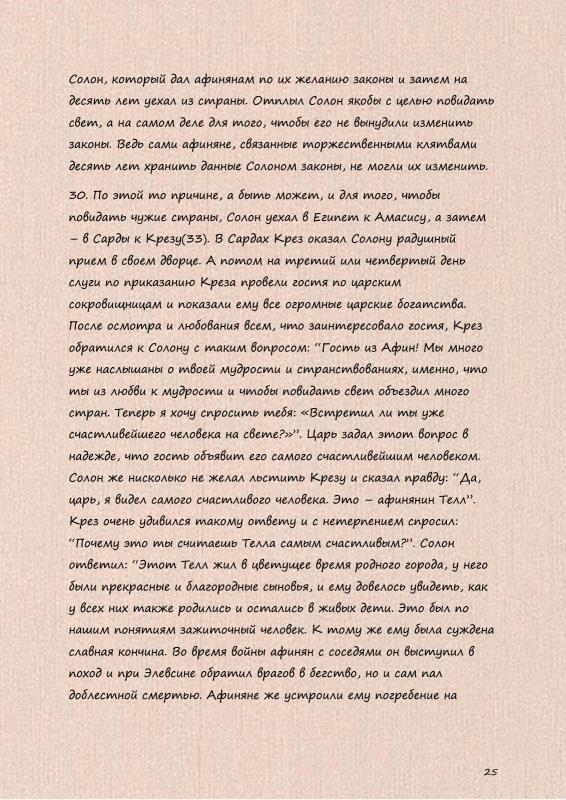 Солон, который дал афинянам по их желанию законы и затем на
десять лет уехал из страны. Отплыл Солон якобы с целью повидать
свет, а на самом деле для того, чтобы его не вынудили изменить
законы. Ведь сами афиняне, связанные торжественными клятвами
десять лет хранить данные Солоном законы, не могли их изменить.
30. По этой то причине, а быть может, и для того, чтобы
повидать чужие страны, Солон уехал в Египет к Амасису, а затем
– в Сарды к Крезу(33). В Сардах Крез оказал Солону радушный
прием в своем дворце. А потом на третий или четвертый день
слуги по приказанию Креза провели гостя по царским
сокровищницам и показали ему все огромные царские богатства.
После осмотра и любования всем, что заинтересовало гостя, Крез
обратился к Солону с таким вопросом: “Гость из Афин! Мы много
уже наслышаны о твоей мудрости и странствованиях, именно, что
ты из любви к мудрости и чтобы повидать свет объездил много
стран. Теперь я хочу спросить тебя: «Встретил ли ты уже
счастливейшего человека на свете?»”. Царь задал этот вопрос в
надежде, что гость объявит его самого счастливейшим человеком.
Солон же нисколько не желал льстить Крезу и сказал правду: “Да,
царь, я видел самого счастливого человека. Это – афинянин Телл”.
Крез очень удивился такому ответу и с нетерпением спросил:
“Почему это ты считаешь Телла самым счастливым?”. Солон
ответил: “Этот Телл жил в цветущее время родного города, у него
были прекрасные и благородные сыновья, и ему довелось увидеть, как
у всех них также родились и остались в живых дети. Это был по
нашим понятиям зажиточный человек. К тому же ему была суждена
славная кончина. Во время войны афинян с соседями он выступил в
поход и при Элевсине обратил врагов в бегство, но и сам пал
доблестной смертью. Афиняне же устроили ему погребение на
25